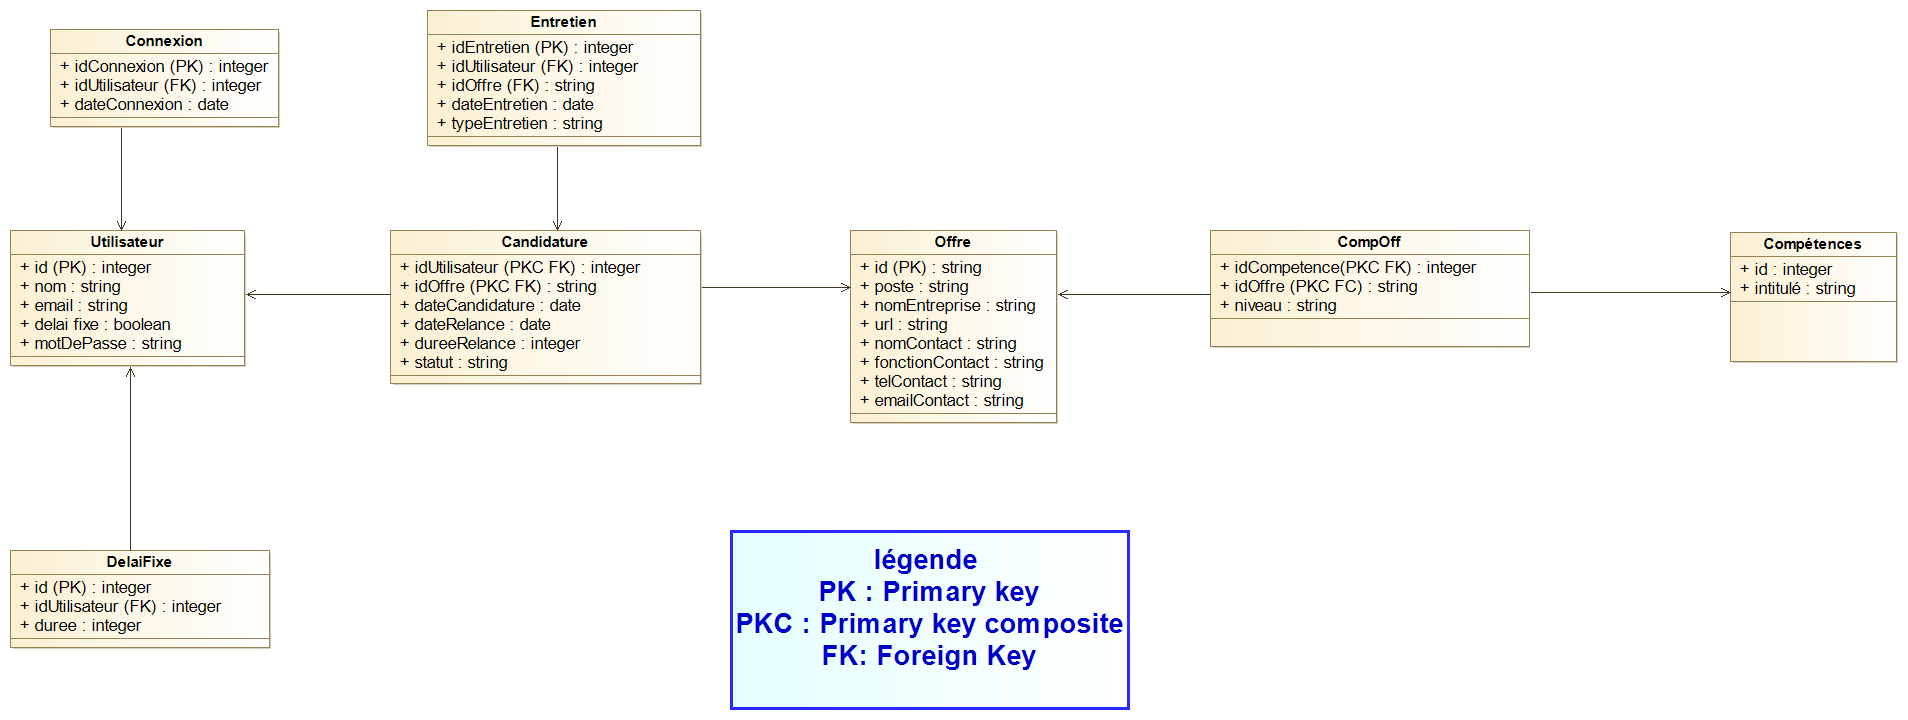 Connexion
+ idConnexion (PK) : integer
+ idUtilisateur (FK) : integer
+ dateConnexion : date
Entretien
+ idEntretien (PK) : integer
+ idUtilisateur (FK) : integer
+ idOffre (FK) : string
+ dateEntretien : date
+ typeEntretien : string
Utilisateur
+ id (PK) : integer
+ nom : string
+ email : string
+ delai fixe : boolean
+ motDePasse : string
Candidature
+ idUtilisateur (PKC FK) : integer
+ idOffre (PKC FK) : string
+ dateCandidature : date
+ dateRelance : date
+ dureeRelance : integer
+ statut : string
Offre
+ id (PK) : string
+ poste : string
+ nomEntreprise : string
+ url : string
+ nomContact : string
+ fonctionContact : string
+ telContact : string
+ emailContact : string
CompOff
+ idCompetence(PKC FK) : integer
+ idOffre (PKC FC) : string
+ niveau : string
Compétences
+ id : integer
+ intitulé : string
DelaiFixe
+ id (PK) : integer
+ idUtilisateur (FK) : integer
+ duree : integer
légende
PK : Primary key
PKC : Primary key composite
FK: Foreign Key